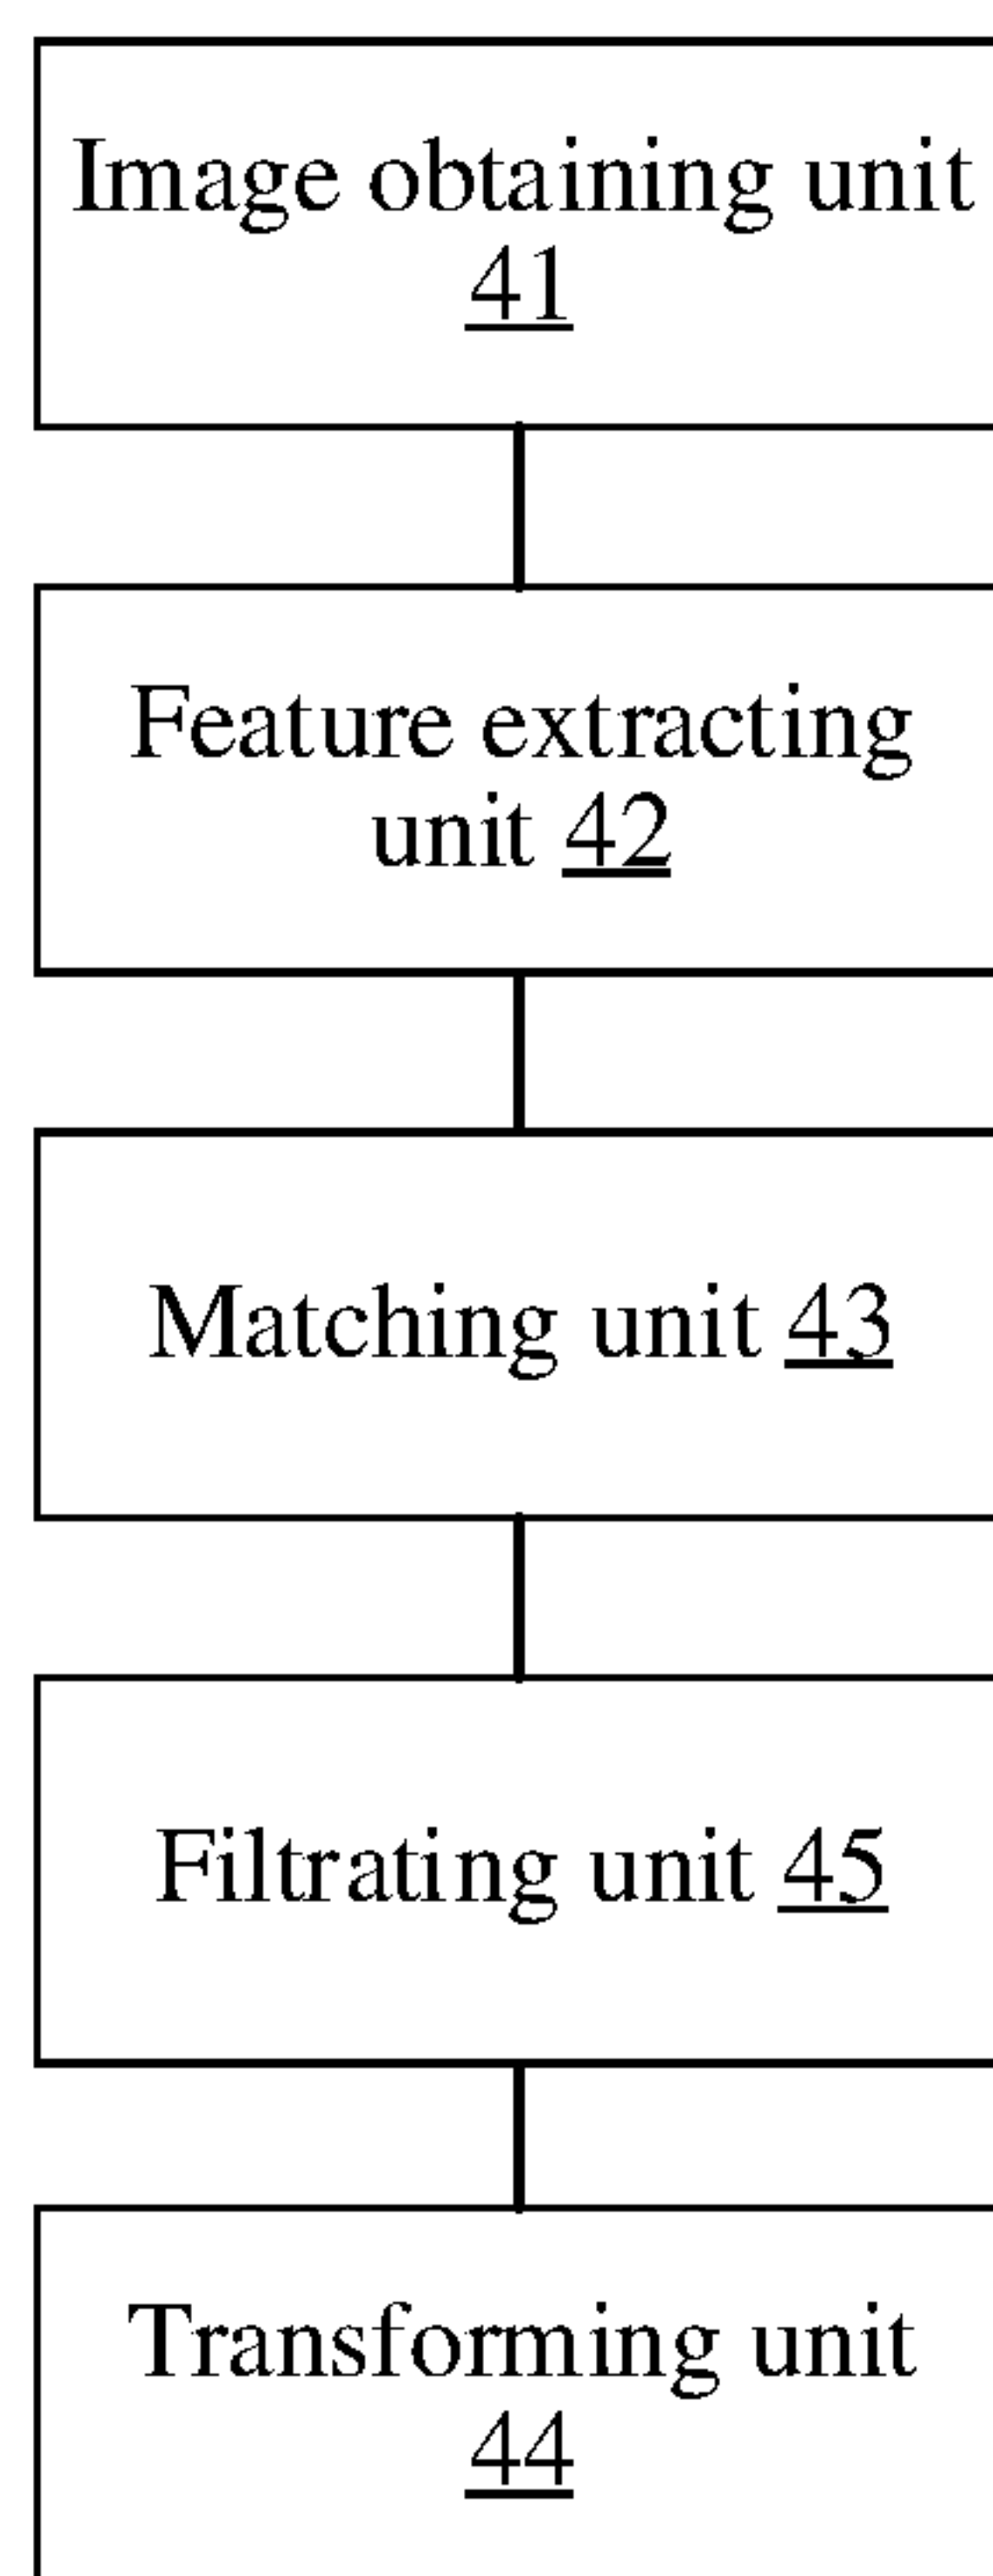 Image obtaining unit
41
Feature extracting
unit 42
Matching unit 43
Filtrating unit 45
Transforming unit
44